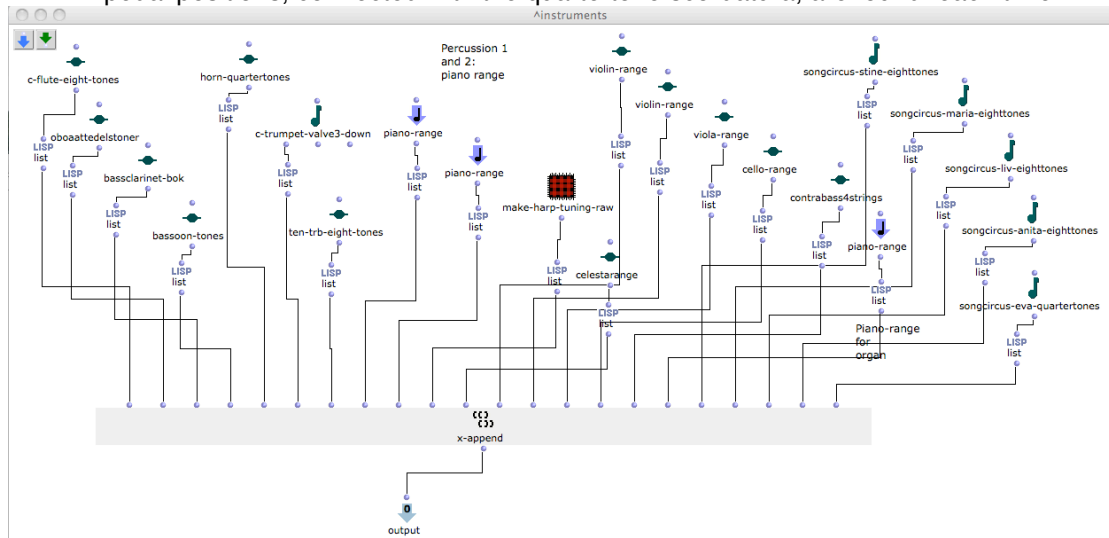 ^instruments
c-flute-eight-tones
LISP
list
oboaattedelstoner
LISP
list
bassclarinet-bok
LISP
list
bassoon-tones
LISP
list
horn-quartertones
LISP
list
c-trumpet-valve3-down
LISP
list
ten-trb-eight-tones
LISP
list
Percussion 1
and 2:
piano range
piano-range
LISP
list
piano-range
LISP
list
make-harp-tuning-raw
LISP
list
celestarange
LISP
list
violin-range
LISP
list
violin-range
LISP
list
viola-range
LISP
list
cello-range
LISP
list
contrabass4strings
LISP
list
songcircus-stine-eighttones
LISP
list
piano-range
LISP
list
Piano-range
for
organ
songcircus-maria-eighttones
LISP
list
songcircus-liv-eighttones
LISP
list
songcircus-anita-eighttones
LISP
list
songcircus-eva-quartertones
LISP
list
x-append
0
output